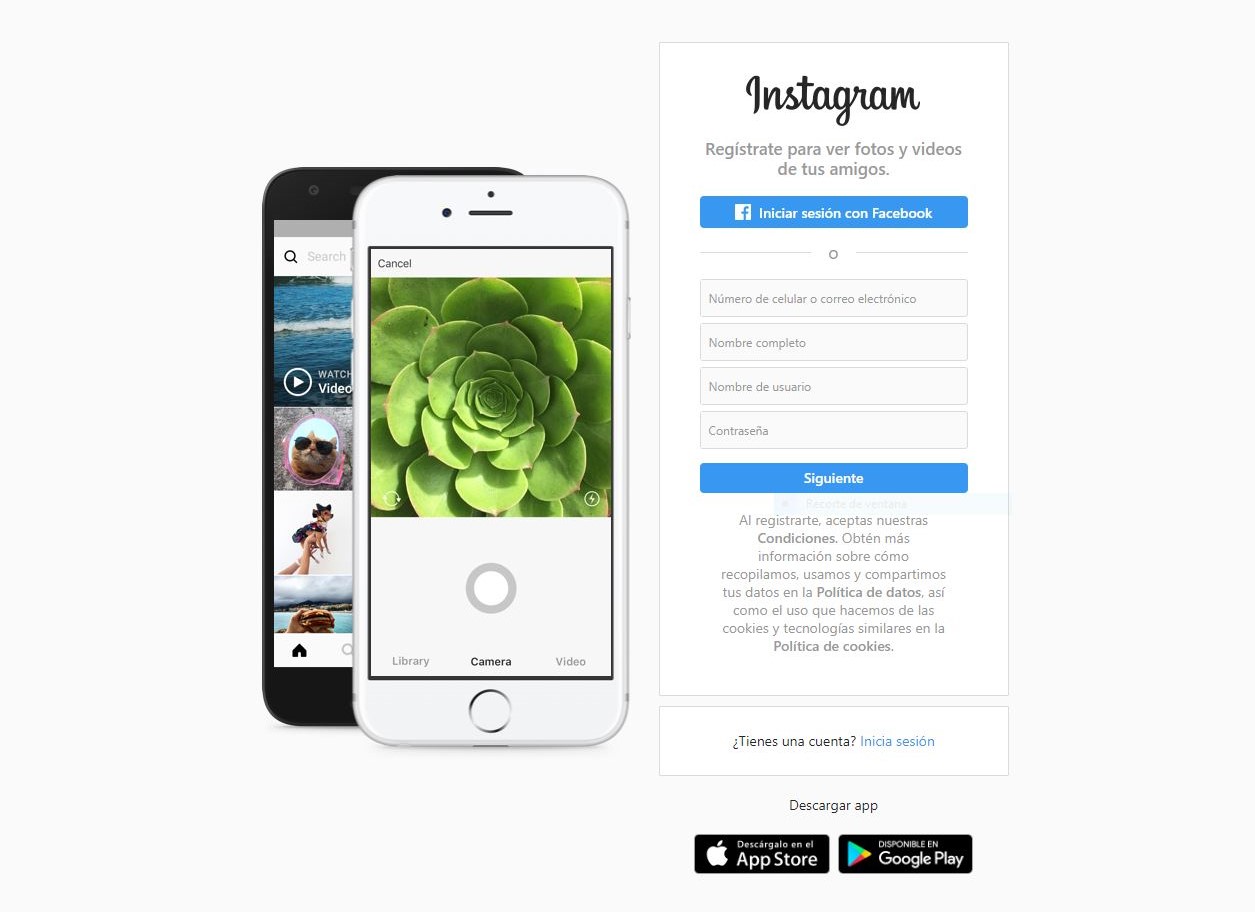 Search
WATCH
Video
Cancel
Library Camera Video
Instagram
Regístrate para ver fotos y videos
de tus amigos.
Iniciar sesión con Facebook
O
Número de celular o correo electrónico
Nombre completo
Nombre de usuario
Contraseña
Siguiente
Recorte de ventana
Al registrarte, aceptas nuestras
Condiciones. Obtén más
información sobre cómo
recopilamos, usamos y compartimos
tus datos en la Política de datos, así
como el uso que hacemos de las
cookies y tecnologías similares en la
Política de cookies.
¿Tienes una cuenta? Inicia sesión
Descargar app
Descárgalo en el
App Store
DISPONIBLE EN
Google Play